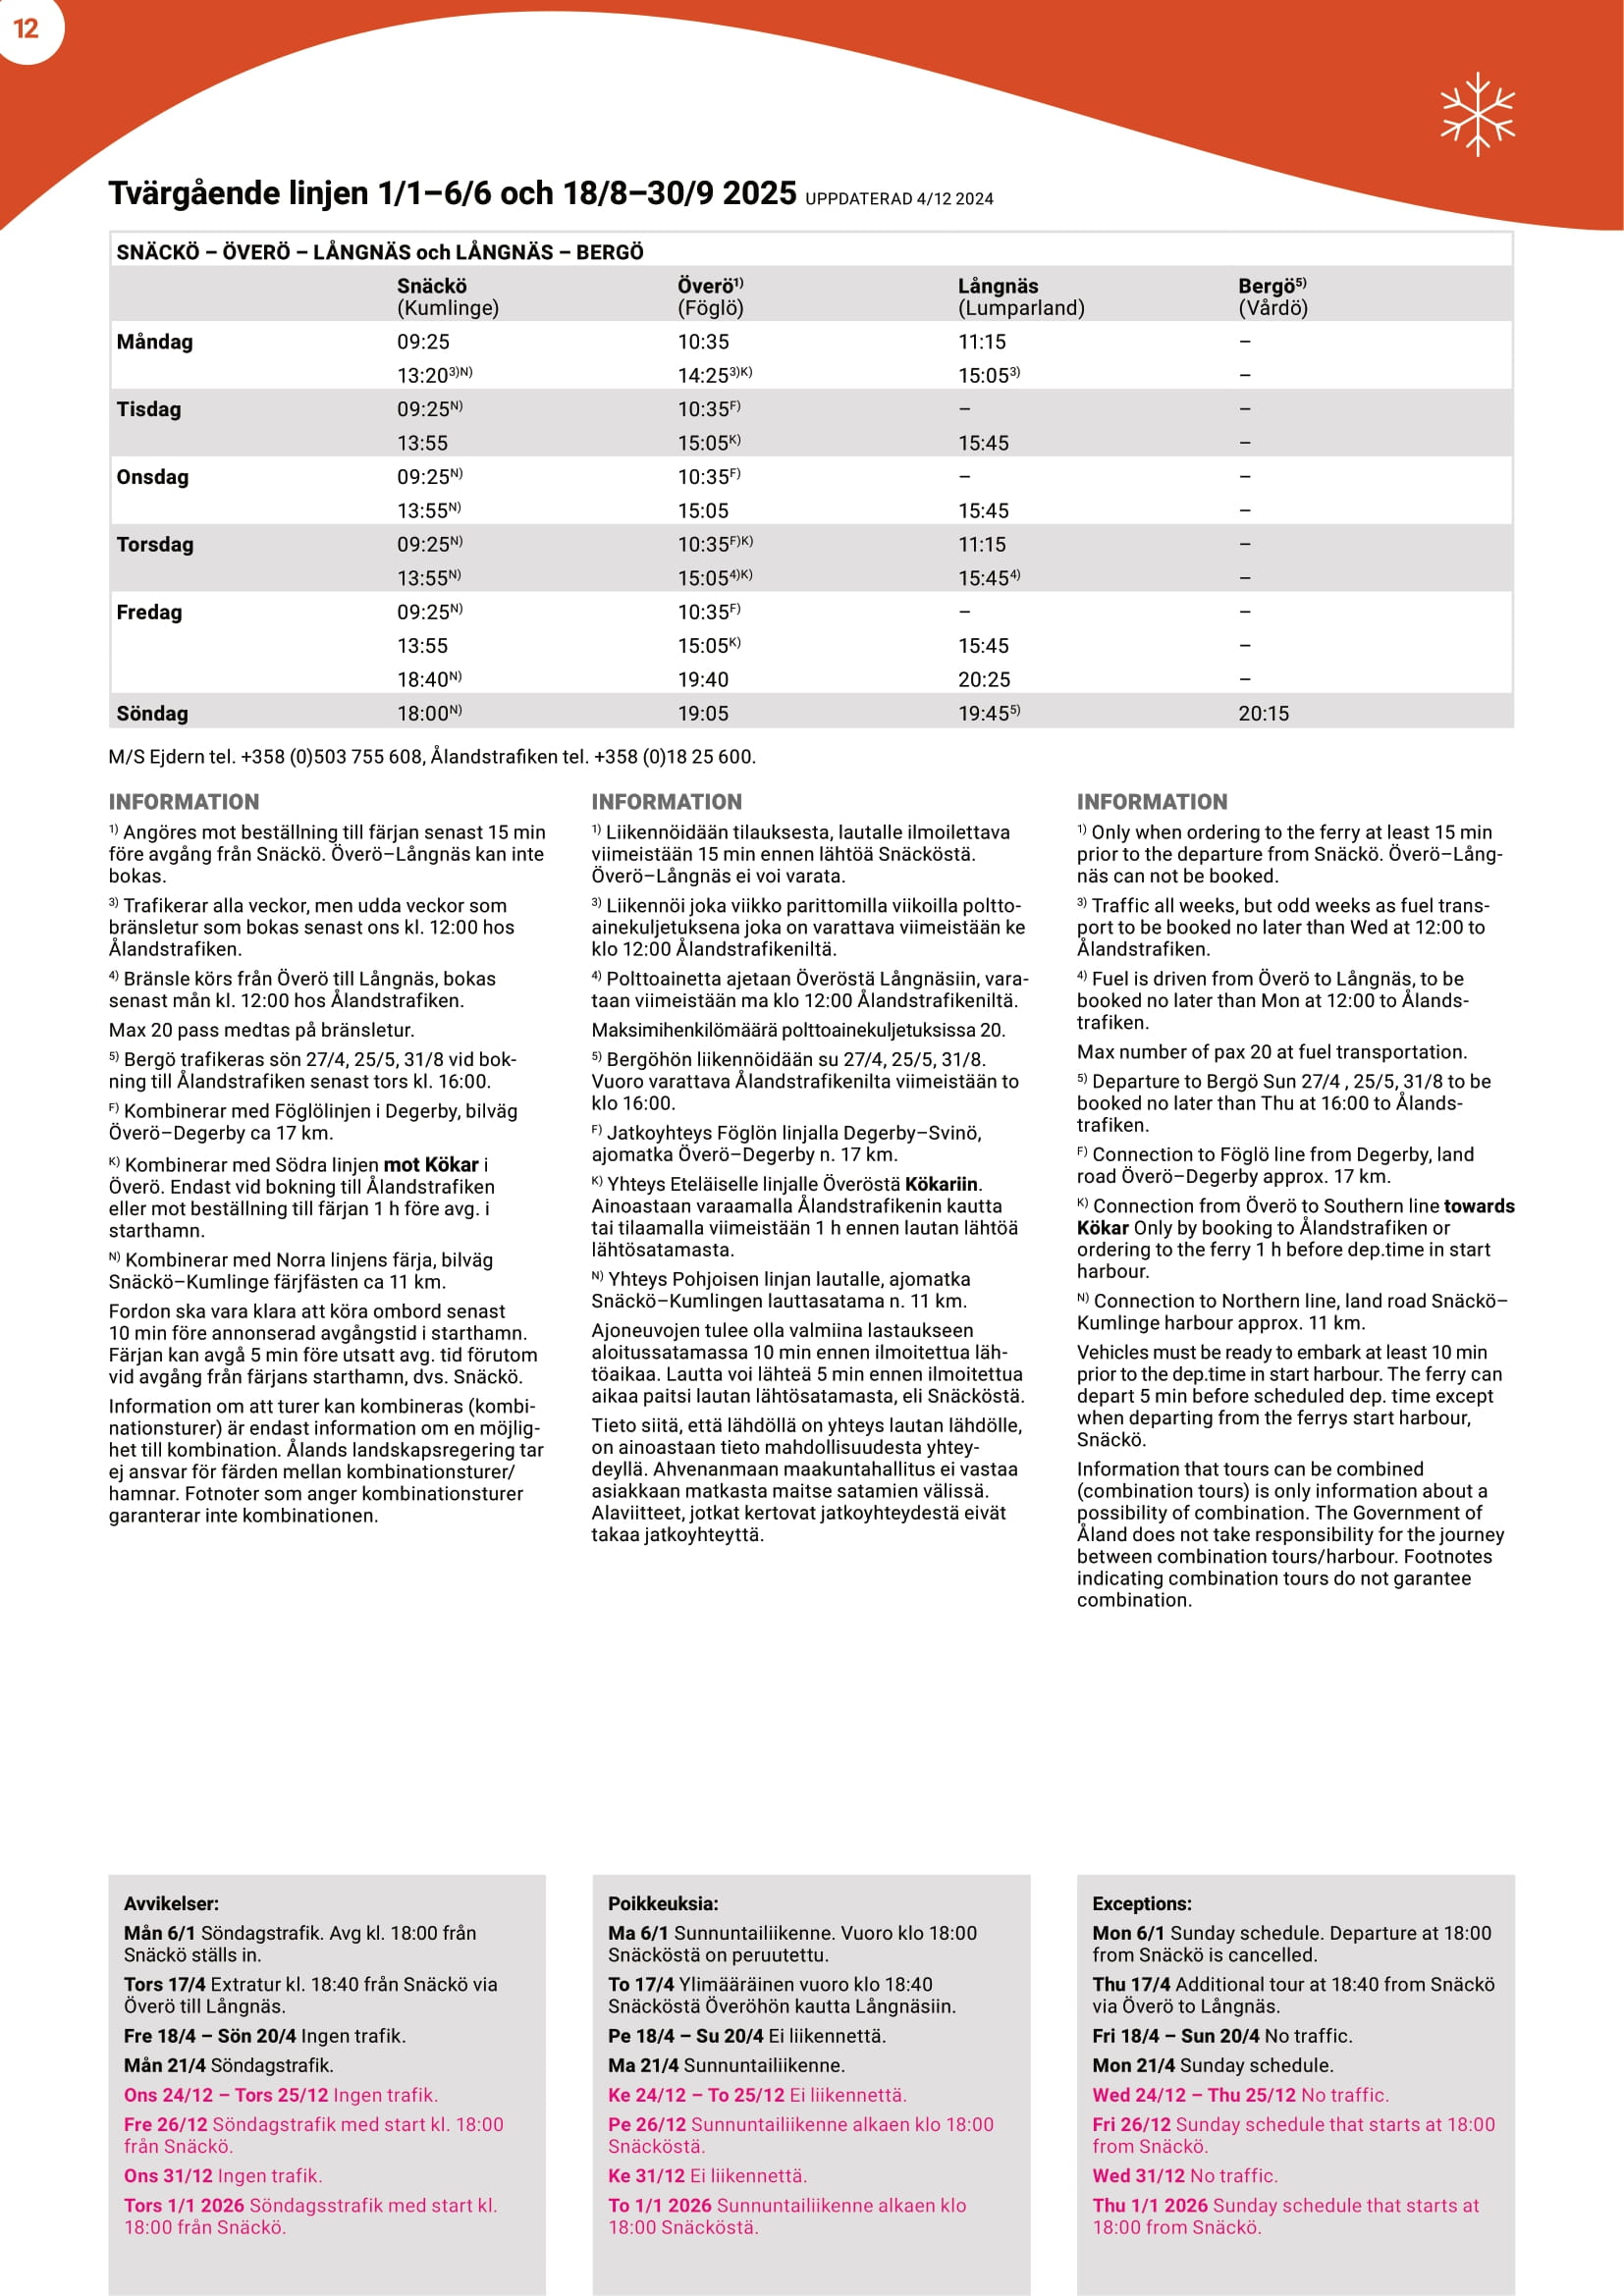 12
Tvärgående linjen 1/1–6/6 och 18/8–30/9 2025 UPPDATERAD 4/12 2024
SNÄCKÖ – ÖVERÖ – LÅNGNÄS och LÅNGNÄS – BERGÖ
Snäckö Överö1) Långnäs Bergö5)
(Kumlinge) (Föglö) (Lumparland) (Vårdö)
Måndag 09:25 10:35 11:15 –
13:203)N) 14:253)K) 15:053) –
Tisdag 09:25N) 10:35F) – –
13:55 15:05K) 15:45 –
Onsdag 09:25N) 10:35F) – –
13:55N) 15:05 15:45 –
Torsdag 09:25N) 10:35F)K) 11:15 –
13:55N) 15:054)K) 15:454) –
Fredag 09:25N) 10:35F) – –
13:55 15:05K) 15:45 –
18:40N) 19:40 20:25 –
Söndag 18:00N) 19:05 19:455) 20:15
M/S Ejdern tel. +358 (0)503 755 608, Ålandstrafiken tel. +358 (0)18 25 600.
INFORMATION
1) Angöres mot beställning till färjan senast 15 min
före avgång från Snäckö. Överö–Långnäs kan inte
bokas.
3) Trafikerar alla veckor, men udda veckor som
bränsletur som bokas senast ons kl. 12:00 hos
Ålandstrafiken.
4) Bränsle körs från Överö till Långnäs, bokas
senast mån kl. 12:00 hos Ålandstrafiken.
Max 20 pass medtas på bränsletur.
5) Bergö trafikeras sön 27/4, 25/5, 31/8 vid bok-
ning till Ålandstrafiken senast tors kl. 16:00.
F) Kombinerar med Föglölinjen i Degerby, bilväg
Överö–Degerby ca 17 km.
K) Kombinerar med Södra linjen mot Kökar i
Överö. Endast vid bokning till Ålandstrafiken
eller mot beställning till färjan 1 h före avg. i
starthamn.
N) Kombinerar med Norra linjens färja, bilväg
Snäckö–Kumlinge färjfästen ca 11 km.
Fordon ska vara klara att köra ombord senast
10 min före annonserad avgångstid i starthamn.
Färjan kan avgå 5 min före utsatt avg. tid förutom
vid avgång från färjans starthamn, dvs. Snäckö.
Information om att turer kan kombineras (kombi-
nationsturer) är endast information om en möjlig-
het till kombination. Ålands landskapsregering tar
ej ansvar för färden mellan kombinationsturer/
hamnar. Fotnoter som anger kombinationsturer
garanterar inte kombinationen.
INFORMATION
1) Liikennöidään tilauksesta, lautalle ilmoilettava
viimeistään 15 min ennen lähtöä Snäcköstä.
Överö–Långnäs ei voi varata.
3) Liikennöi joka viikko parittomilla viikoilla poltto-
ainekuljetuksena joka on varattava viimeistään ke
klo 12:00 Ålandstrafikeniltä.
4) Polttoainetta ajetaan Överöstä Långnäsiin, vara-
taan viimeistään ma klo 12:00 Ålandstrafikeniltä.
Maksimihenkilömäärä polttoainekuljetuksissa 20.
5) Bergöhön liikennöidään su 27/4, 25/5, 31/8.
Vuoro varattava Ålandstrafikenilta viimeistään to
klo 16:00.
F) Jatkoyhteys Föglön linjalla Degerby–Svinö,
ajomatka Överö–Degerby n. 17 km.
K) Yhteys Eteläiselle linjalle Överöstä Kökariin.
Ainoastaan varaamalla Ålandstrafikenin kautta
tai tilaamalla viimeistään 1 h ennen lautan lähtöä
lähtösatamasta.
N) Yhteys Pohjoisen linjan lautalle, ajomatka
Snäckö–Kumlingen lauttasatama n. 11 km.
Ajoneuvojen tulee olla valmiina lastaukseen
aloitussatamassa 10 min ennen ilmoitettua läh-
töaikaa. Lautta voi lähteä 5 min ennen ilmoitettua
aikaa paitsi lautan lähtösatamasta, eli Snäcköstä.
Tieto siitä, että lähdöllä on yhteys lautan lähdölle,
on ainoastaan tieto mahdollisuudesta yhtey-
deyllä. Ahvenanmaan maakuntahallitus ei vastaa
asiakkaan matkasta maitse satamien välissä.
Alaviitteet, jotkat kertovat jatkoyhteydestä eivät
takaa jatkoyhteyttä.
INFORMATION
1) Only when ordering to the ferry at least 15 min
prior to the departure from Snäckö. Överö–Lång-
näs can not be booked.
3) Traffic all weeks, but odd weeks as fuel trans-
port to be booked no later than Wed at 12:00 to
Ålandstrafiken.
4) Fuel is driven from Överö to Långnäs, to be
booked no later than Mon at 12:00 to Ålands-
trafiken.
Max number of pax 20 at fuel transportation.
5) Departure to Bergö Sun 27/4 , 25/5, 31/8 to be
booked no later than Thu at 16:00 to Ålands-
trafiken.
F) Connection to Föglö line from Degerby, land
road Överö–Degerby approx. 17 km.
K) Connection from Överö to Southern line towards
Kökar Only by booking to Ålandstrafiken or
ordering to the ferry 1 h before dep.time in start
harbour.
N) Connection to Northern line, land road Snäckö–
Kumlinge harbour approx. 11 km.
Vehicles must be ready to embark at least 10 min
prior to the dep.time in start harbour. The ferry can
depart 5 min before scheduled dep. time except
when departing from the ferrys start harbour,
Snäckö.
Information that tours can be combined
(combination tours) is only information about a
possibility of combination. The Government of
Åland does not take responsibility for the journey
between combination tours/harbour. Footnotes
indicating combination tours do not garantee
combination.
Avvikelser:
Mån 6/1 Söndagstrafik. Avg kl. 18:00 från
Snäckö ställs in.
Tors 17/4 Extratur kl. 18:40 från Snäckö via
Överö till Långnäs.
Fre 18/4 – Sön 20/4 Ingen trafik.
Mån 21/4 Söndagstrafik.
Ons 24/12 – Tors 25/12 Ingen trafik.
Fre 26/12 Söndagstrafik med start kl. 18:00
från Snäckö.
Ons 31/12 Ingen trafik.
Tors 1/1 2026 Söndagsstrafik med start kl.
18:00 från Snäckö.
Poikkeuksia:
Ma 6/1 Sunnuntailiikenne. Vuoro klo 18:00
Snäcköstä on peruutettu.
To 17/4 Ylimääräinen vuoro klo 18:40
Snäcköstä Överöhön kautta Långnäsiin.
Pe 18/4 – Su 20/4 Ei liikennettä.
Ma 21/4 Sunnuntailiikenne.
Ke 24/12 – To 25/12 Ei liikennettä.
Pe 26/12 Sunnuntailiikenne alkaen klo 18:00
Snäcköstä.
Ke 31/12 Ei liikennettä.
To 1/1 2026 Sunnuntailiikenne alkaen klo
18:00 Snäcköstä.
Exceptions:
Mon 6/1 Sunday schedule. Departure at 18:00
from Snäckö is cancelled.
Thu 17/4 Additional tour at 18:40 from Snäckö
via Överö to Långnäs.
Fri 18/4 – Sun 20/4 No traffic.
Mon 21/4 Sunday schedule.
Wed 24/12 – Thu 25/12 No traffic.
Fri 26/12 Sunday schedule that starts at 18:00
from Snäckö.
Wed 31/12 No traffic.
Thu 1/1 2026 Sunday schedule that starts at
18:00 from Snäckö.